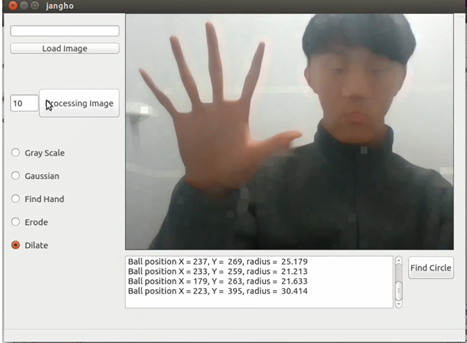 jangho
Load Image
10
Processing Image
Gray Scale
Gaussian
Find Hand
Erode
Dilate
Ball position X = 237, Y = 269, radius = 25.179
Ball position X = 233, Y = 259, radius = 21.213
Ball position X = 179, Y = 263, radius = 21.633
Ball position X = 223, Y = 395, radius = 30.414
Find Circle